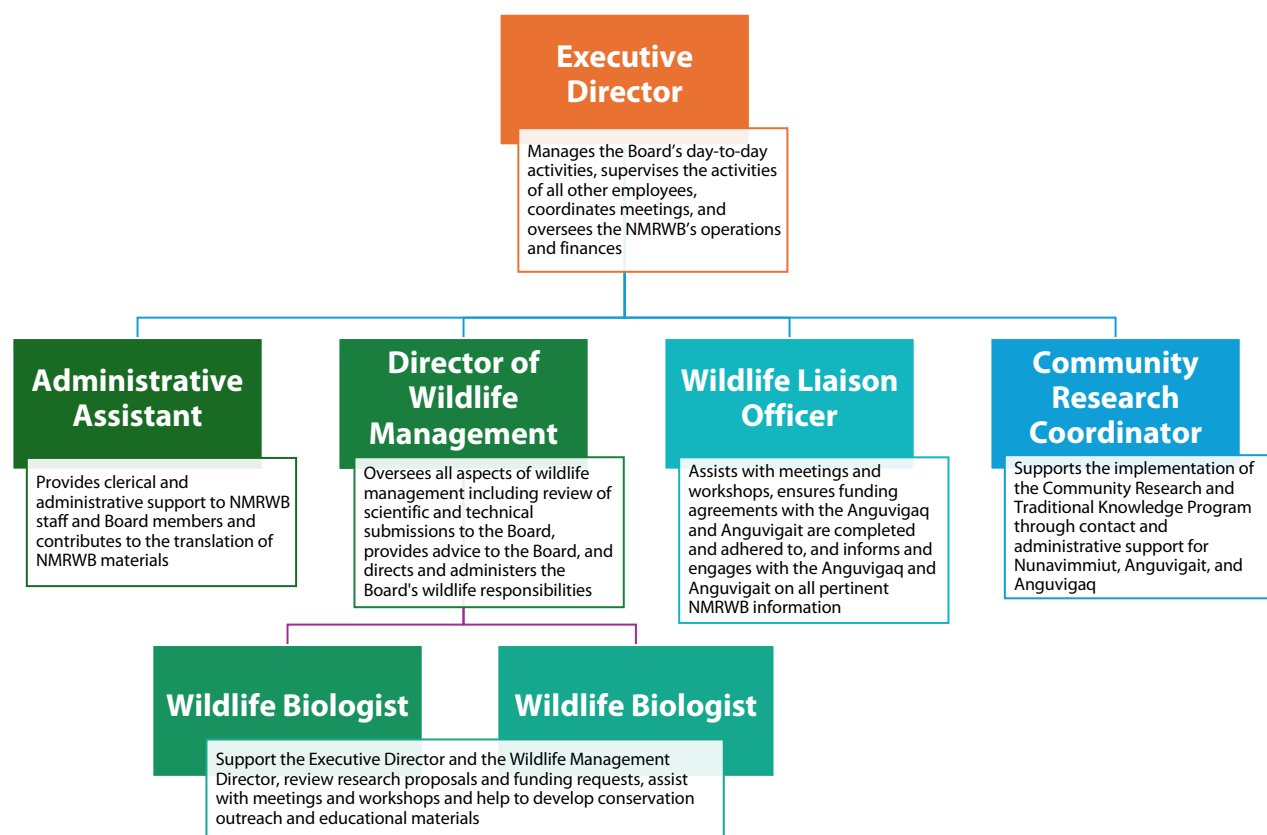 Executive
Director
Manages the Board’s day-to-day
activities, supervises the activities
of all other employees,
coordinates meetings, and
oversees the NMRWB’s operations
and finances
Administrative
Assistant
Provides clerical and
administrative support to NMRWB
staff and Board members and
contributes to the translation of
NMRWB materials
Director of
Wildlife
Management
Oversees all aspects of wildlife
management including review of
scientific and technical
submissions to the Board,
provides advice to the Board, and
directs and administers the
Board's wildlife responsibilities
Wildlife Liaison
Officer
Assists with meetings and
workshops, ensures funding
agreements with the Anguvigaq
and Anguvigait are completed
and adhered to, and informs and
engages with the Anguvigaq and
Anguvigait on all pertinent
NMRWB information
Community
Research
Coordinator
Supports the implementation of
the Community Research and
Traditional Knowledge Program
through contact and
administrative support for
Nunavimmiut, Anguvigait, and
Anguvigaq
Wildlife Biologist
Wildlife Biologist
Support the Executive Director and the Wildlife Management
Director, review research proposals and funding requests, assist
with meetings and workshops and help to develop conservation
outreach and educational materials